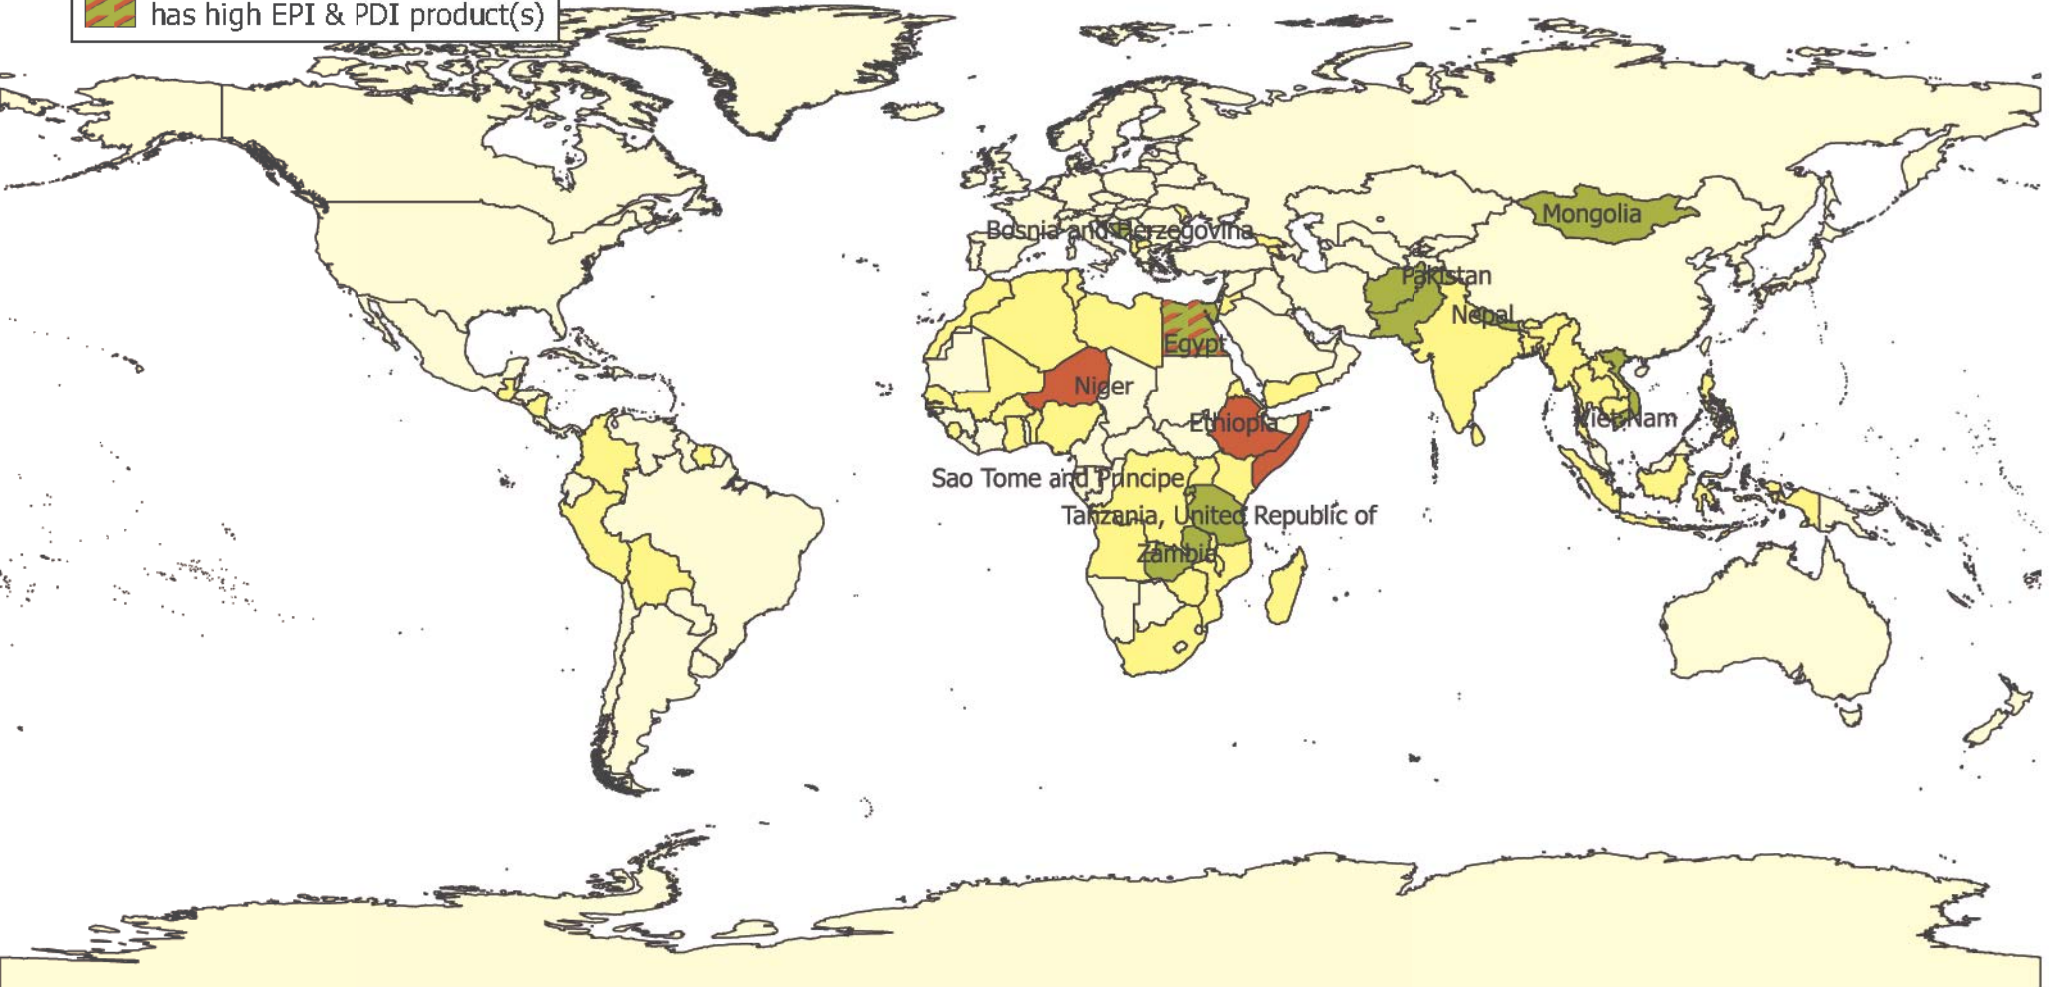 has high EPI & PDI product(s)
Mongolia
Bosnia and Herzegovina
Pakistan
Nepal
Egypt
Niger
Ethiopia
Viet Nam
Sao Tome and Principe
Tanzania, United Republic of
Zambia